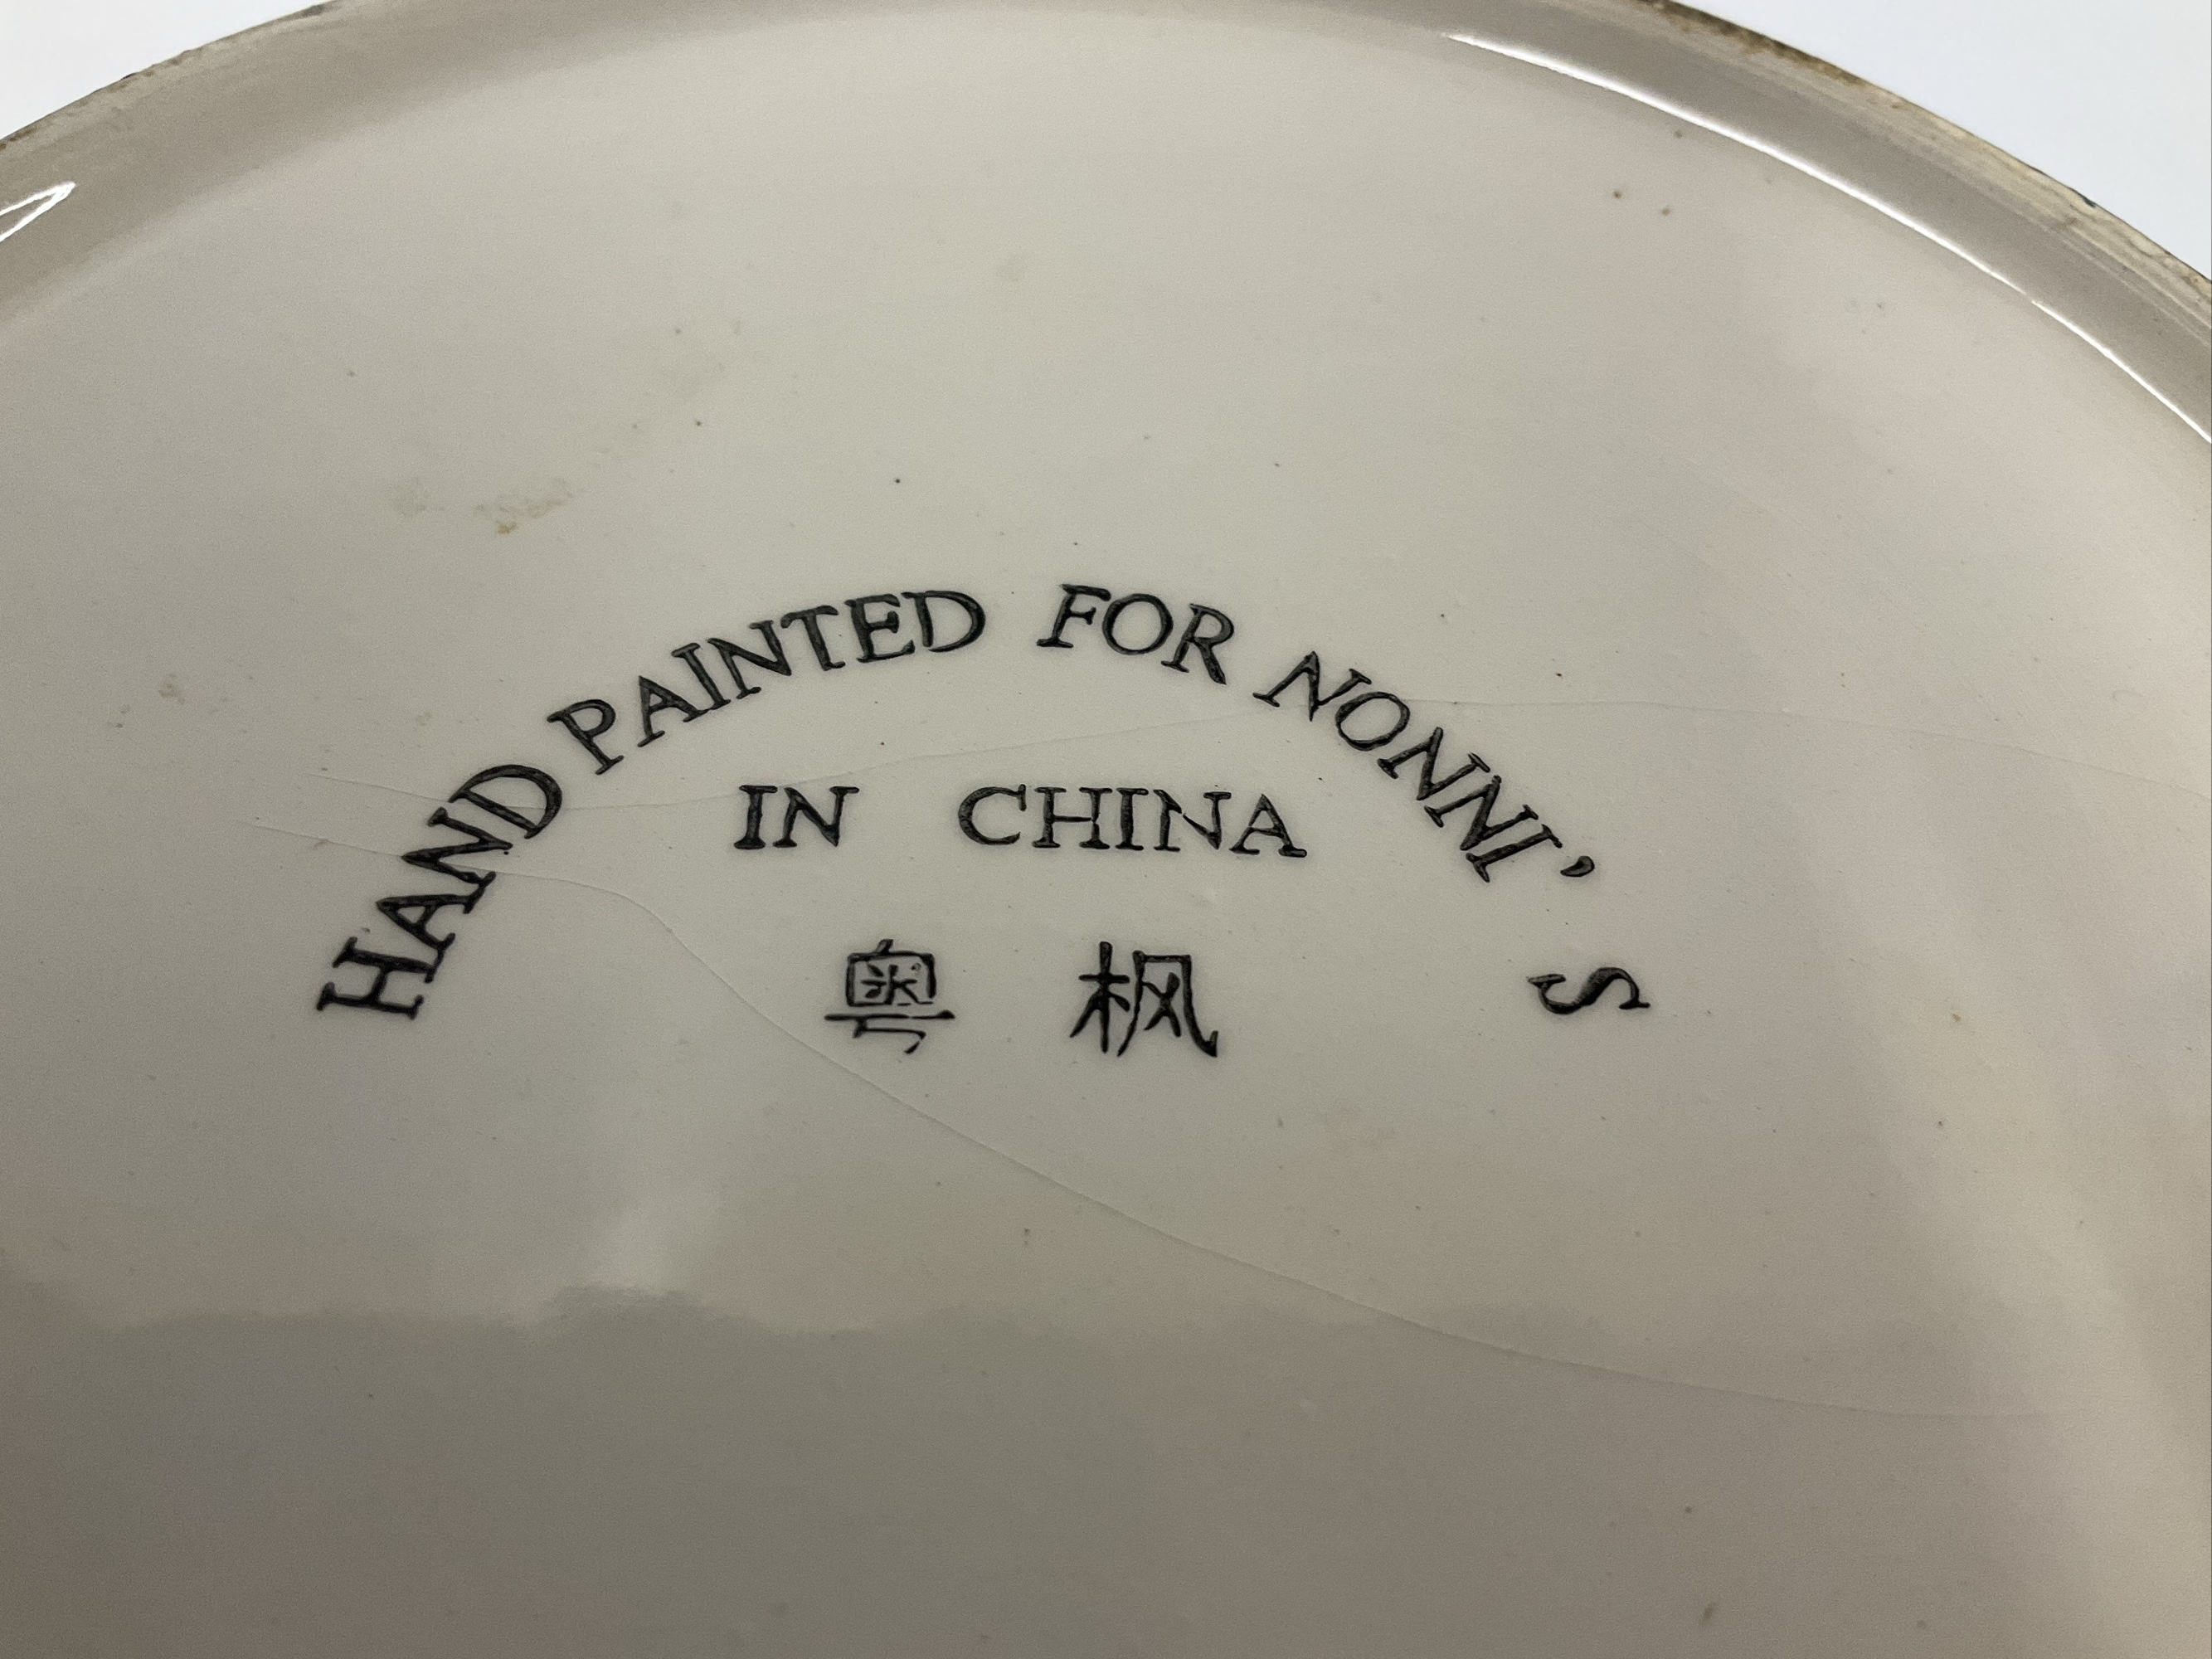 HAND PAINTED FOR NONNI'S
IN CHINA
粤枫